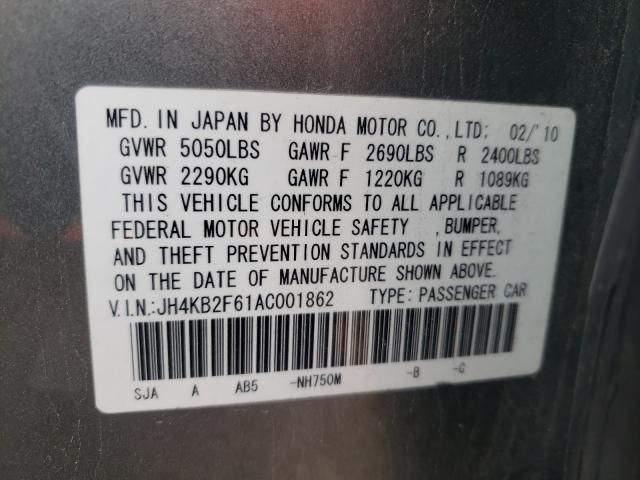 MFD. IN JAPAN BY HONDA MOTOR CO.,LTD: 02/'10
GVWR 5050LBS GAWR F 2690LBS R 2400LBS
GVWR 2290KG GAWR F 1220KG R 1089KG
THIS VEHICLE CONFORMS TO ALL APPLICABLE
FEDERAL MOTOR VEHICLE SAFETY ,BUMPER,
AND THEFT PREVENTION STANDARDS IN EFFECT
ON THE DATE OF MANUFACTURE SHOWN ABOVE.
V.I.N.:JH4KB2F61AC001862 TYPE: PASSENGER CAR
SJA A AB5 -NH750M -B -C